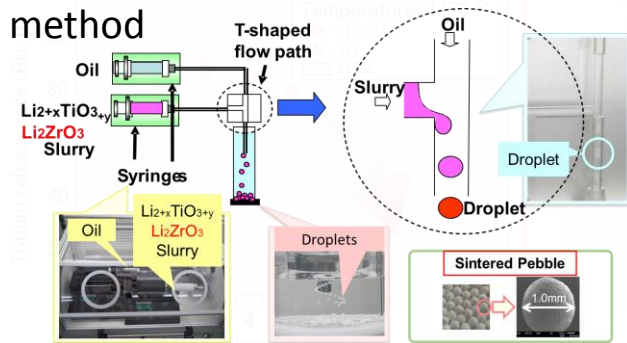 method
T-shaped
flow path
Oil
Li2+xTiO3+y
Li2ZrO3
Slurry
Syringes
Oil
Slurry
Droplet
Droplet
Li2+xTiO3+y
Li2ZrO3
Slurry
Oil
Droplets
Sintered Pebble
1.0mm